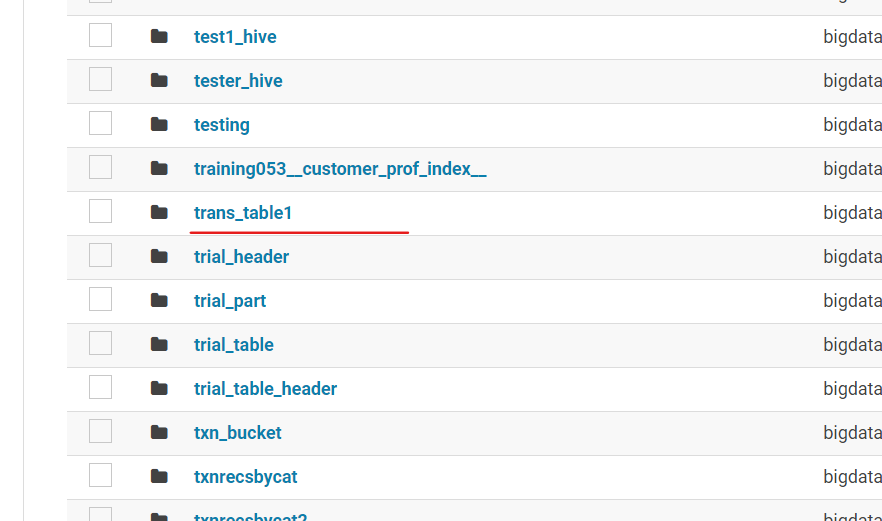 test1_hive bigdata
tester_hive bigdata
testing bigdata
training053__customer_prof_index__ bigdata
trans_table1 bigdata
trial_header bigdata
trial_part bigdata
trial_table bigdata
trial_table_header bigdata
txn_bucket bigdata
txnrecsbycat bigdata
txnrecsbycat2 bigdata